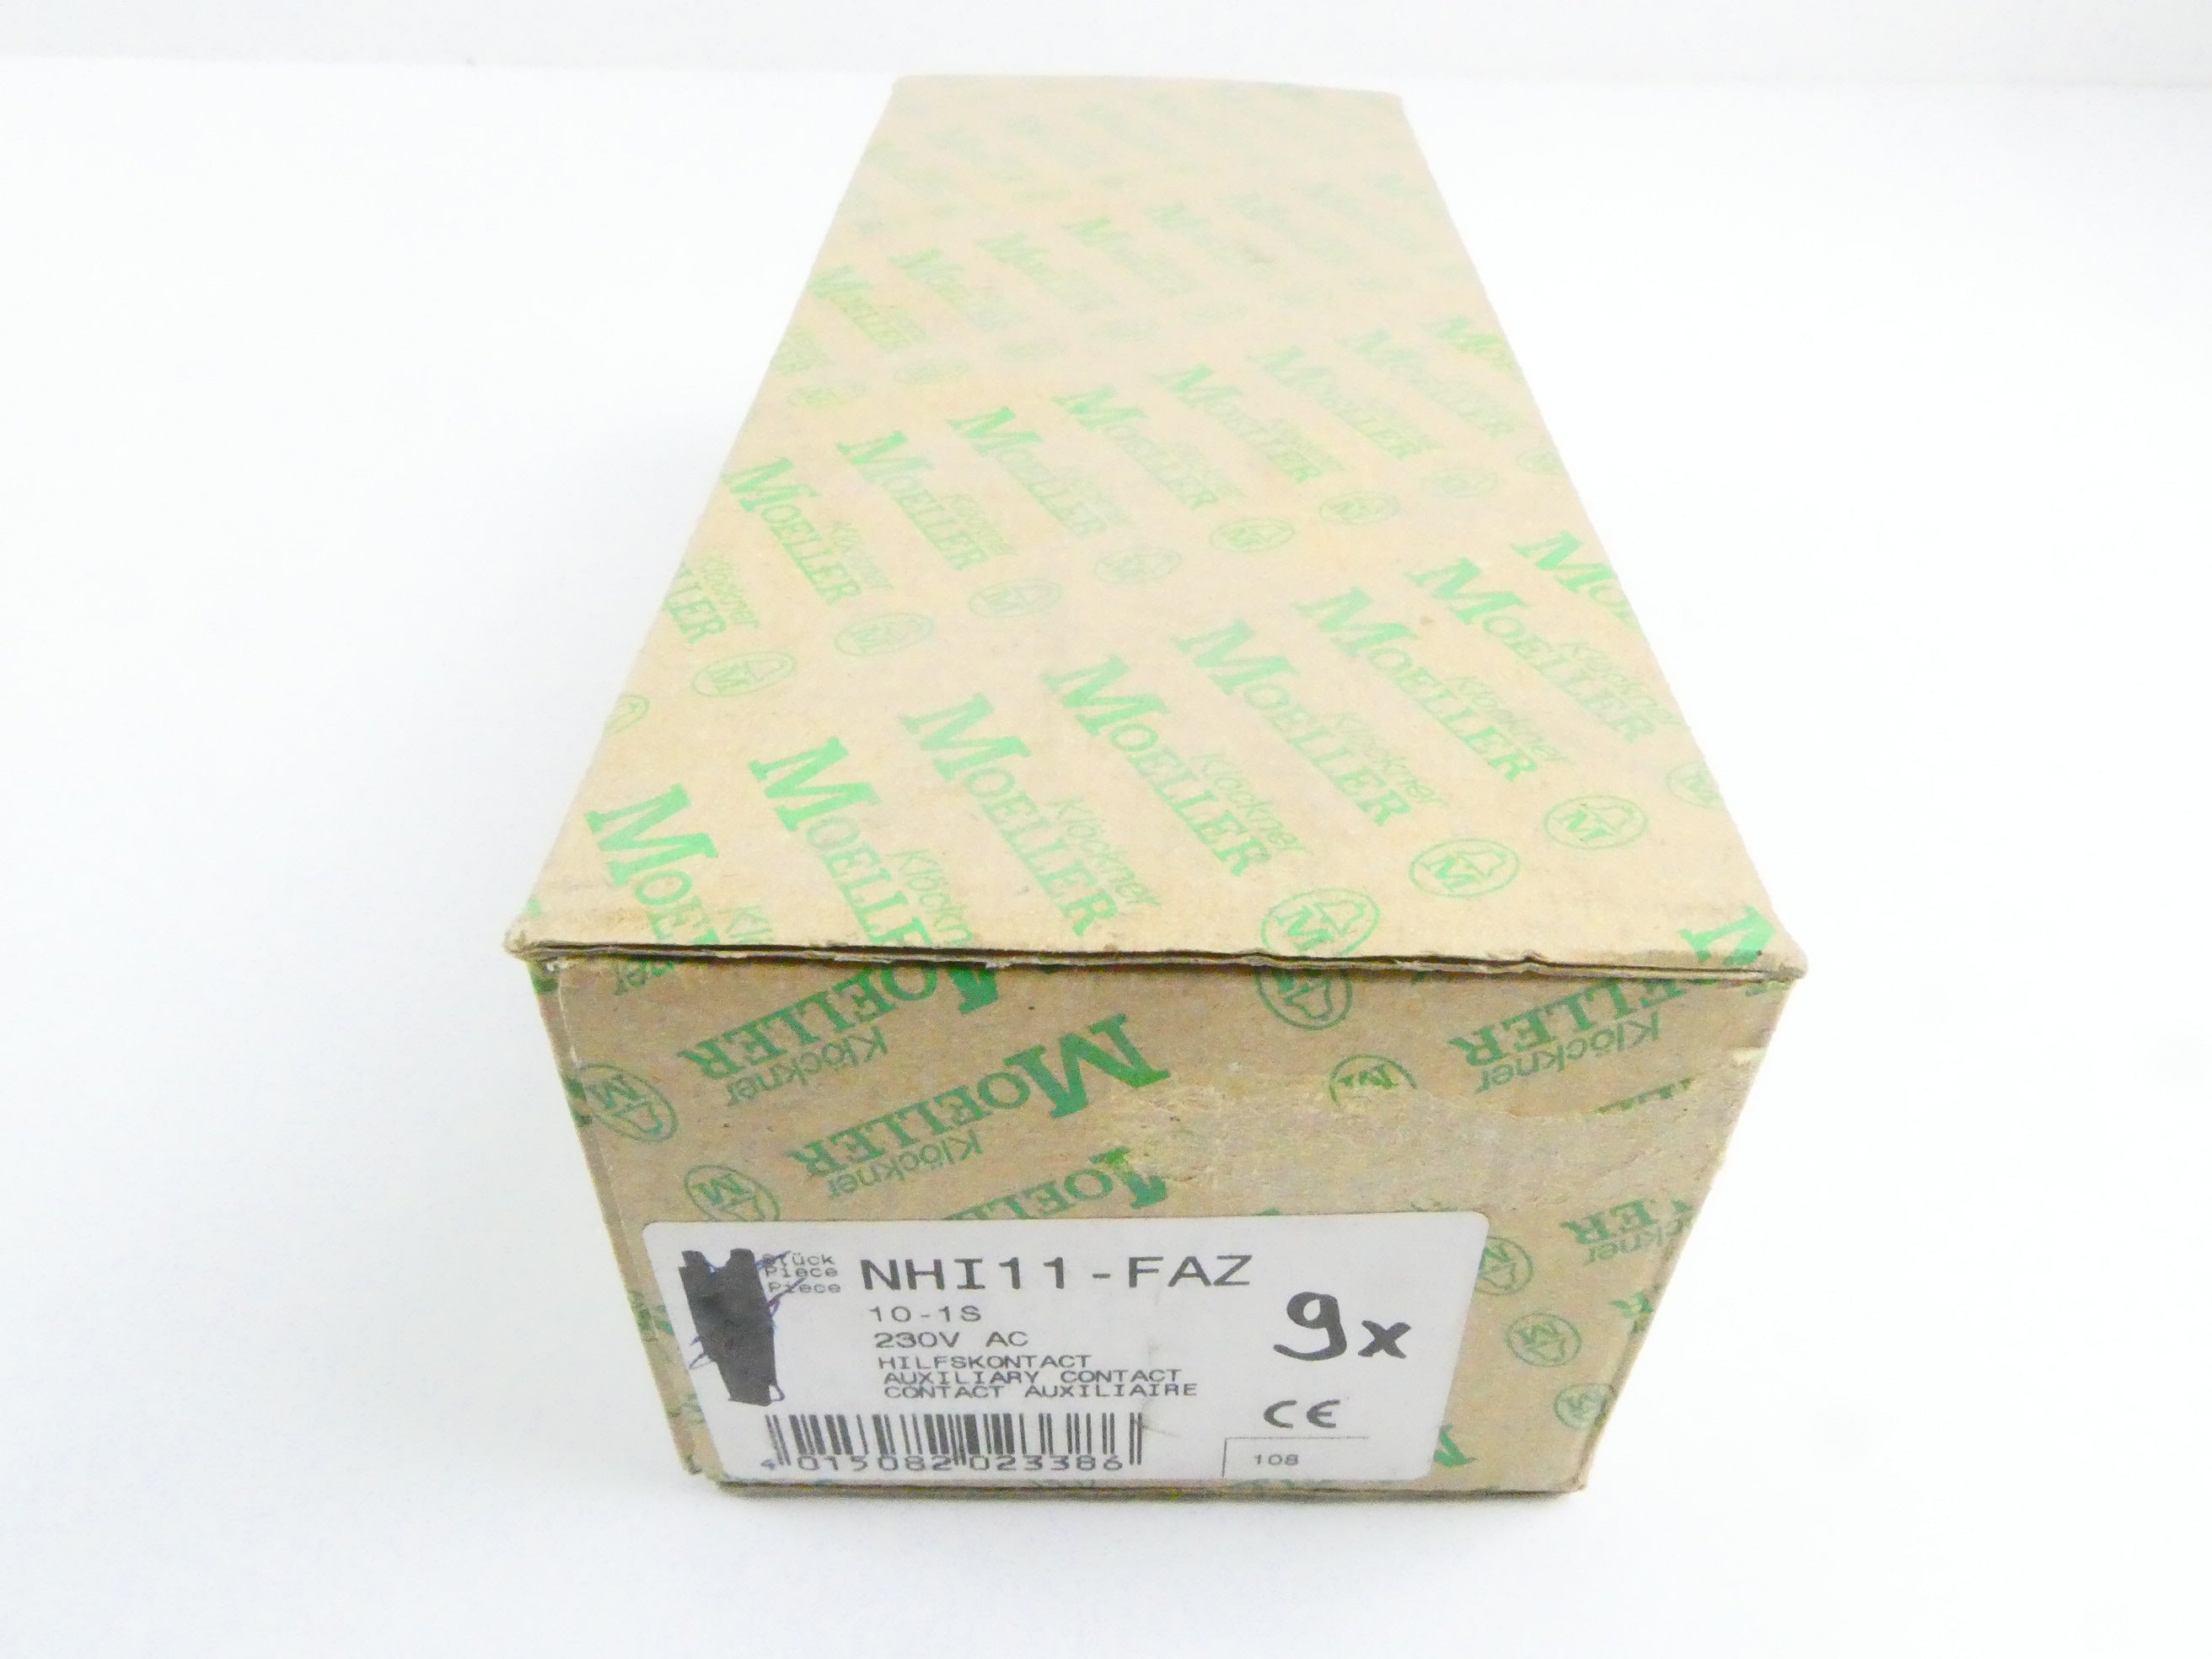 MOELLER
Klöckner
Stück
Piece
Piece
NHI11-FAZ
10-1S
230V AC
HILFSKONTACT
AUXILIARY CONTACT
CONTACT AUXILIAIRE
9x
CE
4 015082 023386
108